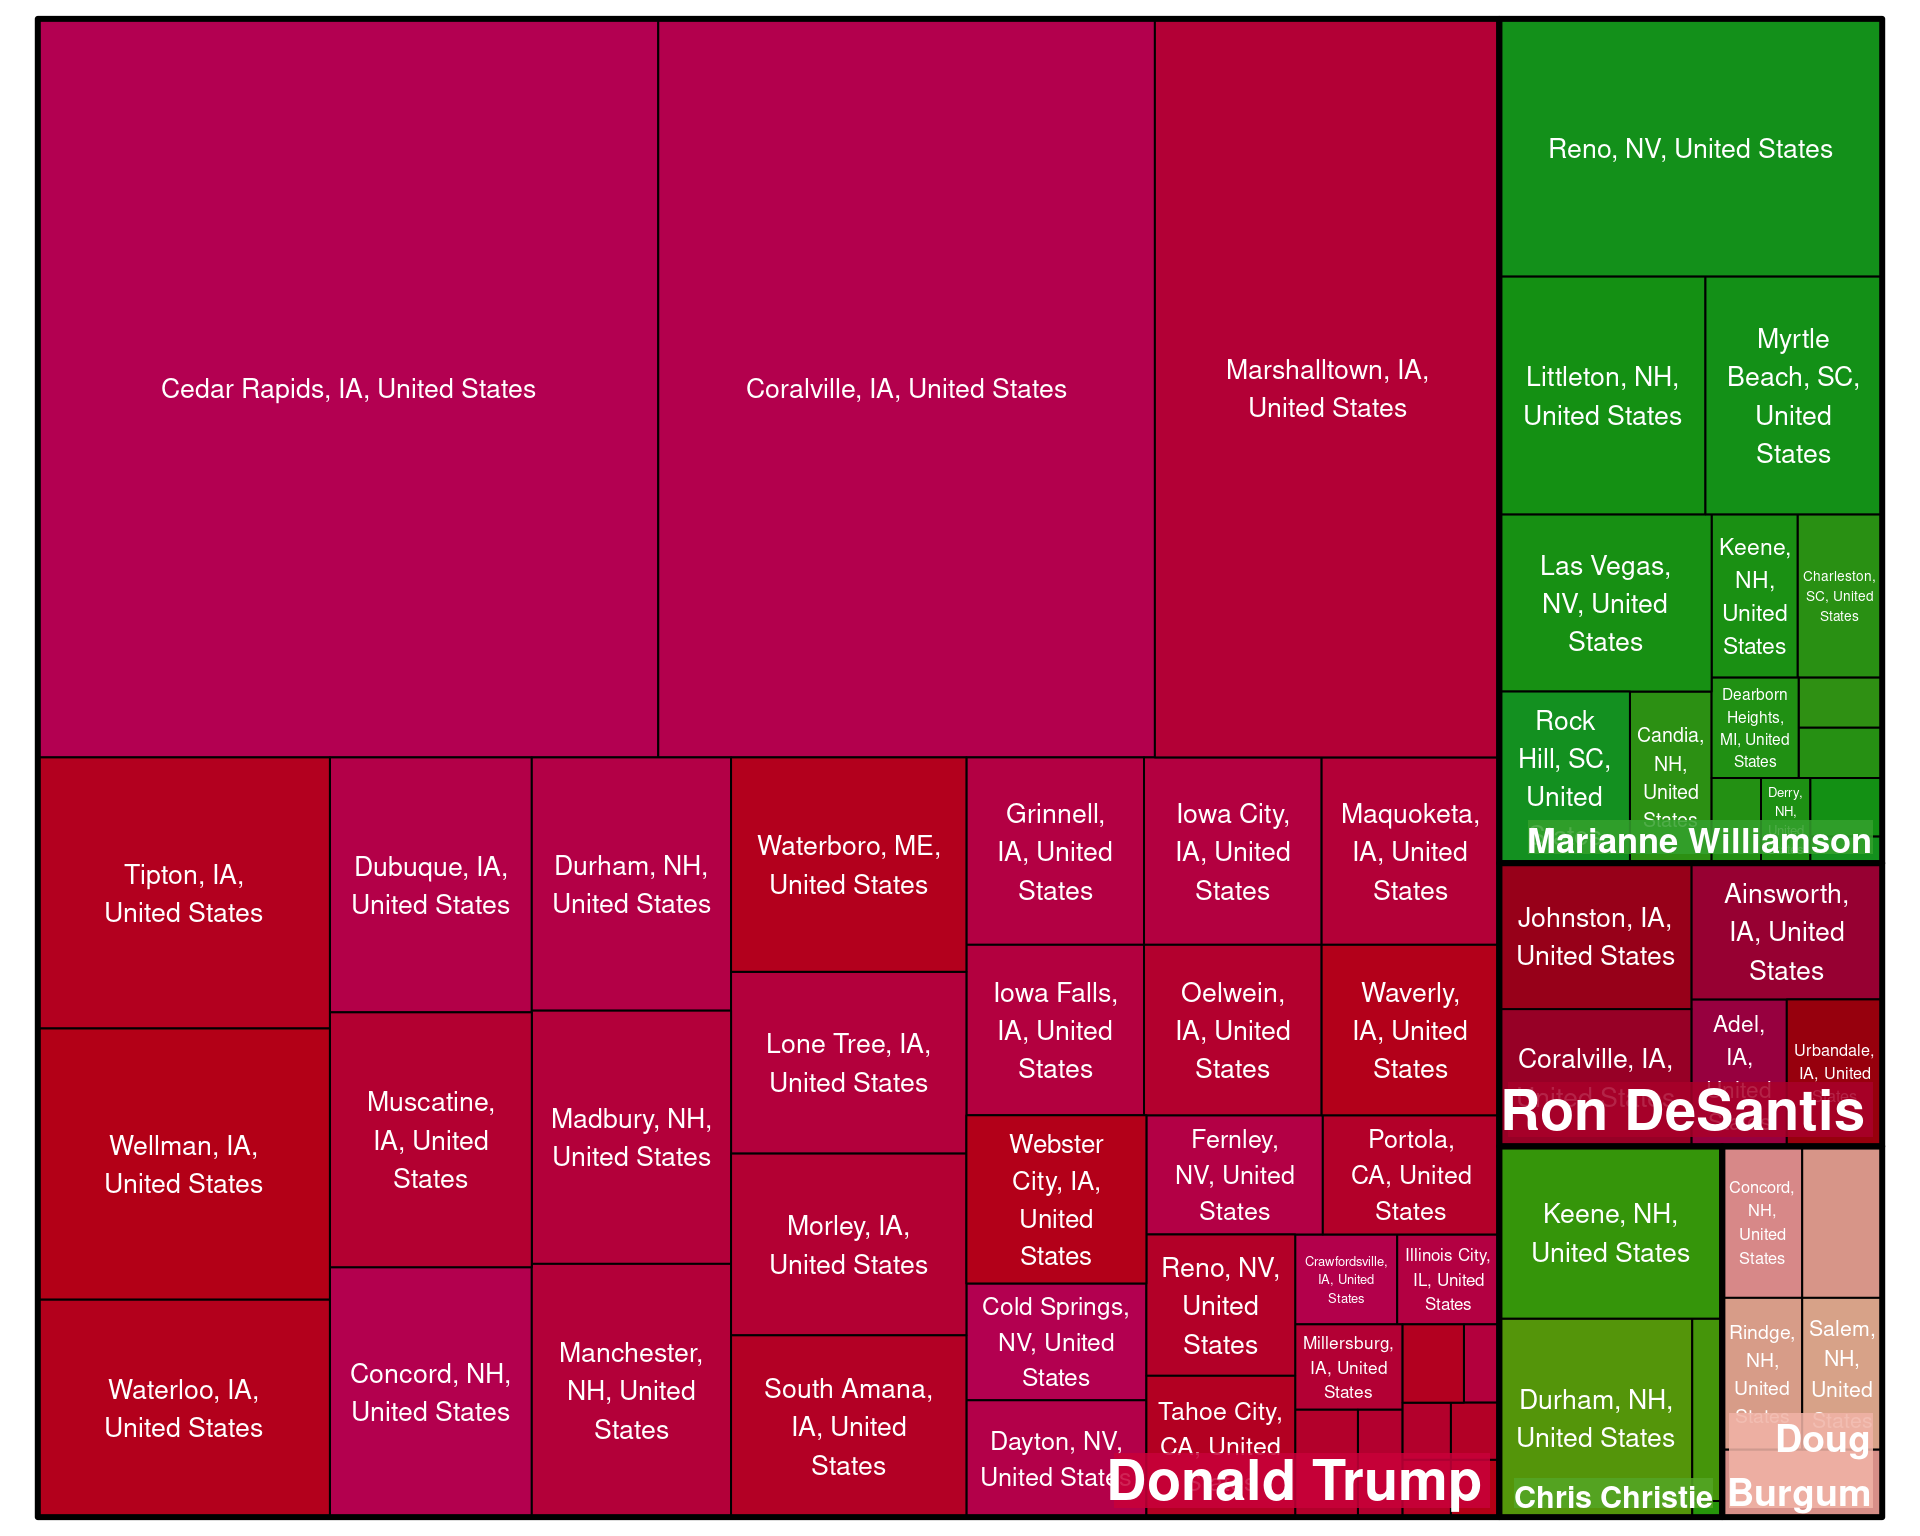 Cedar Rapids, IA, United States
Coralville, IA, United States
Marshalltown, IA,
United States
Tipton, IA,
United States
Wellman, IA,
United States
Waterloo, IA,
United States
Dubuque, IA,
United States
Muscatine,
IA, United
States
Concord, NH,
United States
Durham, NH,
United States
Madbury, NH,
United States
Manchester,
NH, United
States
Waterboro, ME,
United States
Lone Tree, IA,
United States
Morley, IA,
United States
South Amana,
IA, United
States
Grinnell,
IA, United
States
Iowa City,
IA, United
States
Maquoketa,
IA, United
States
Iowa Falls,
IA, United
States
Oelwein,
IA, United
States
Waverly,
IA, United
States
Webster
City, IA,
United
States
Cold Springs,
NV, United
States
Dayton, NV,
United States
Fernley,
NV, United
States
Portola,
CA, United
States
Reno, NV,
United
States
Tahoe City,
CA, United
Crawfordsville,
IA, United
States
Illinois City,
IL, United
States
Millersburg,
IA, United
States
Donald Trump
Reno, NV, United States
Littleton, NH,
United States
Myrtle
Beach, SC,
United
States
Las Vegas,
NV, United
States
Keene,
NH,
United
States
Charleston,
SC, United
States
Rock
Hill, SC,
United
States
Candia,
NH,
United
States
Dearborn
Heights,
MI, United
States
Derry,
NH,
United
Marianne Williamson
Johnston, IA,
United States
Ainsworth,
IA, United
States
Coralville, IA,
United States
Adel,
IA,
United
Urbandale,
IA, United
States
Ron DeSantis
Keene, NH,
United States
Durham, NH,
United States
Chris Christie
Concord,
NH,
United
States
Rindge,
NH,
United
States
Salem,
NH,
United
States
Doug
Burgum